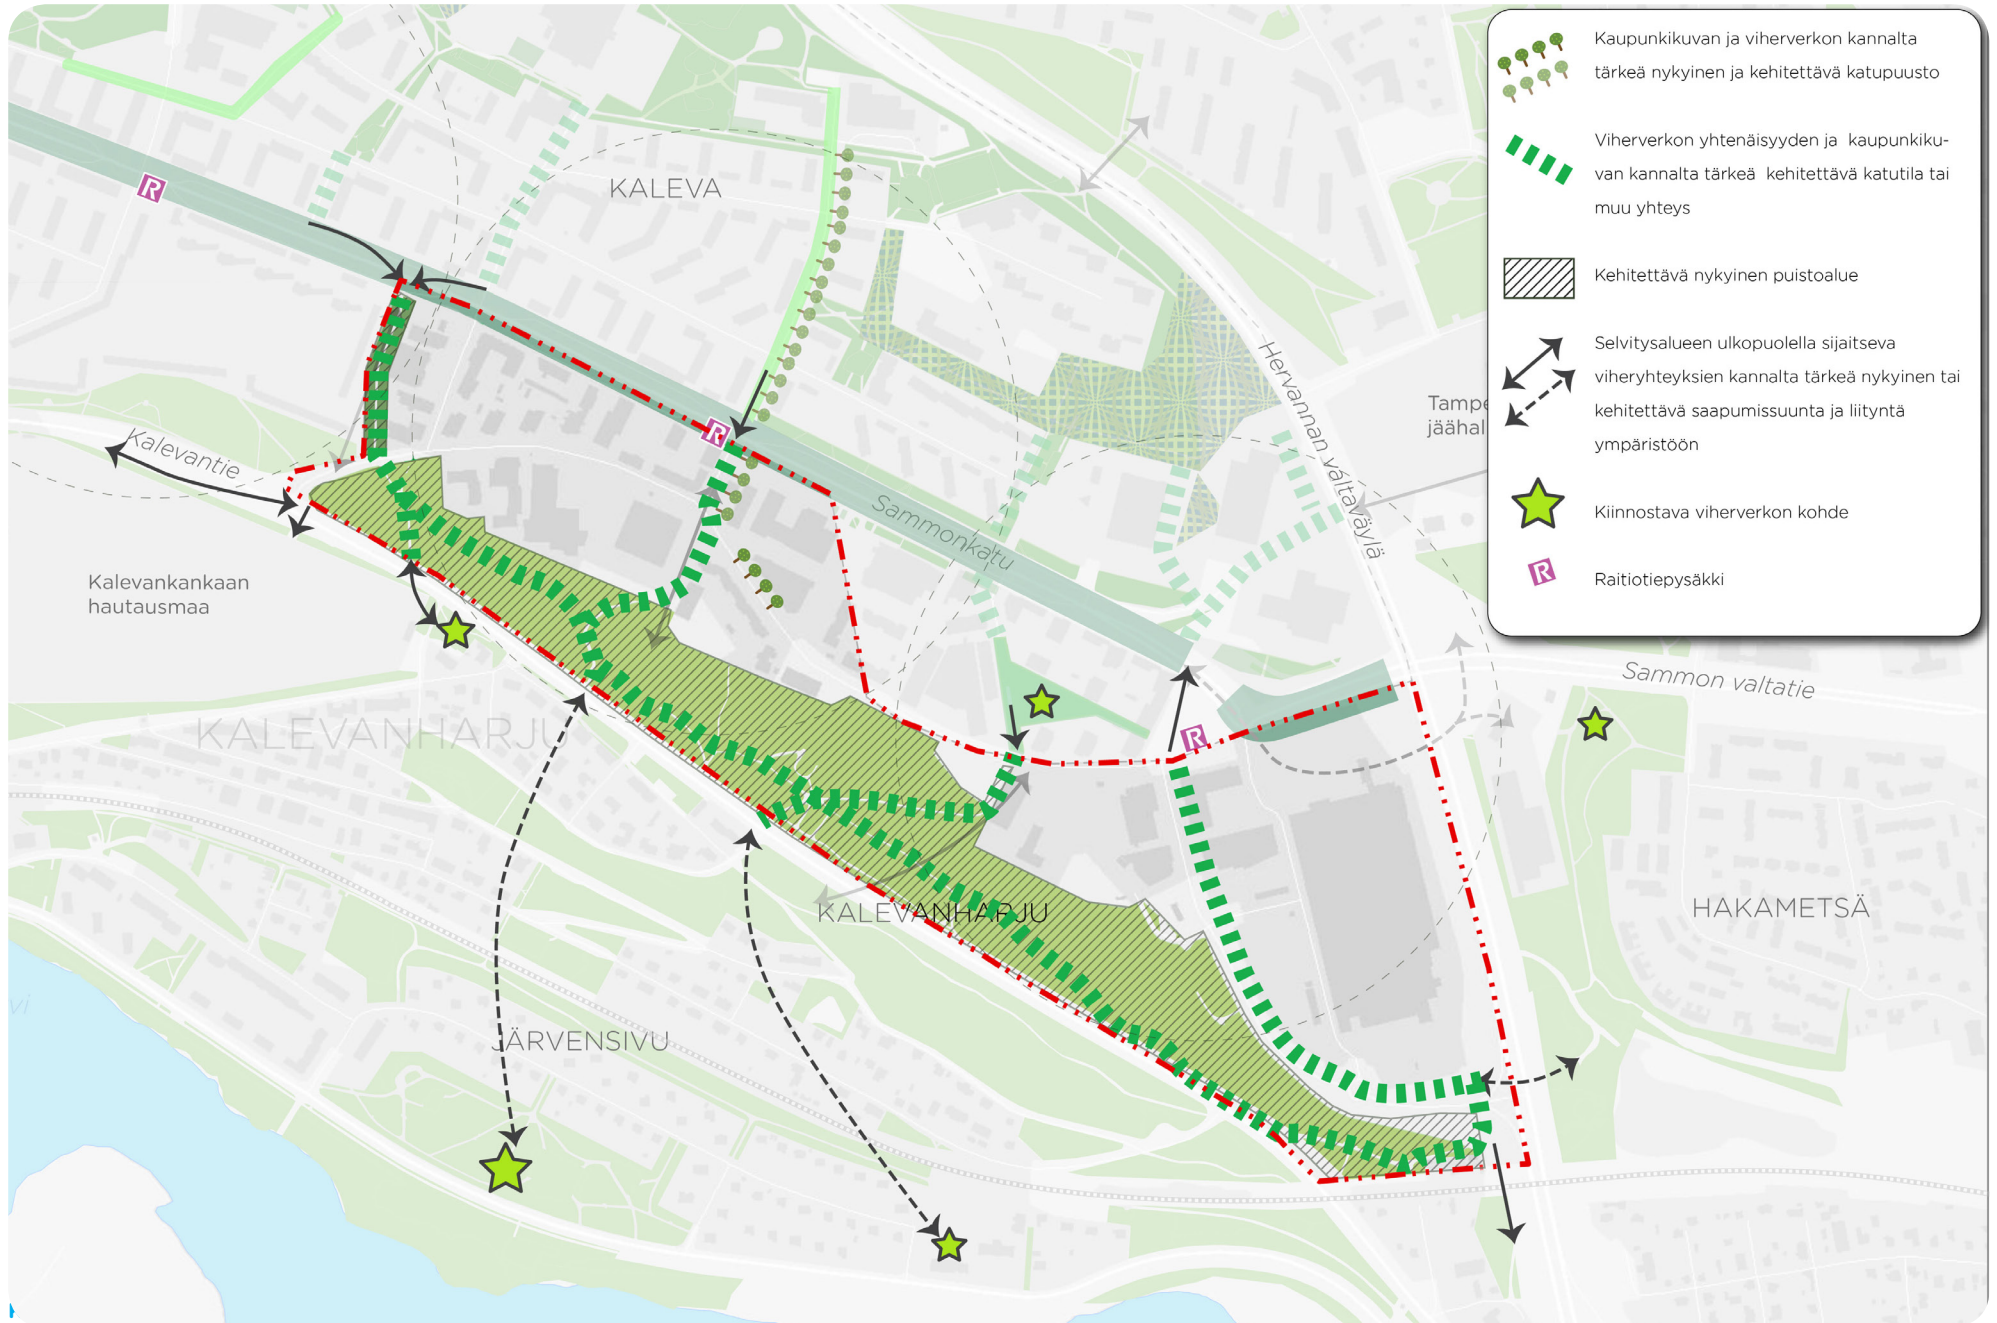 Kaupunkikuvan ja viherverkon kannalta
tärkeä nykyinen ja kehitettävä katupuusto
Viherverkon yhtenäisyyden ja kaupunkiku-
van kannalta tärkeä kehitettävä katutila tai
muu yhteys
Kehitettävä nykyinen puistoalue
Selvitysalueen ulkopuolella sijaitseva
viheryhteyksien kannalta tärkeä nykyinen tai
kehitettävä saapumissuunta ja liityntä
ympäristöön
Kiinnostava viherverkon kohde
R
Raitiotiepysäkki
R
KALEVA
Hervannan valtaväylä
Tampe
jäähal
R
Kalevantie
Sammonkatu
Kalevankankaan
hautausmaa
KALEVANHARJU
Sammon valtatie
R
KALEVANHARJU
HAKAMETSÄ
vi
JÄRVENSIVU